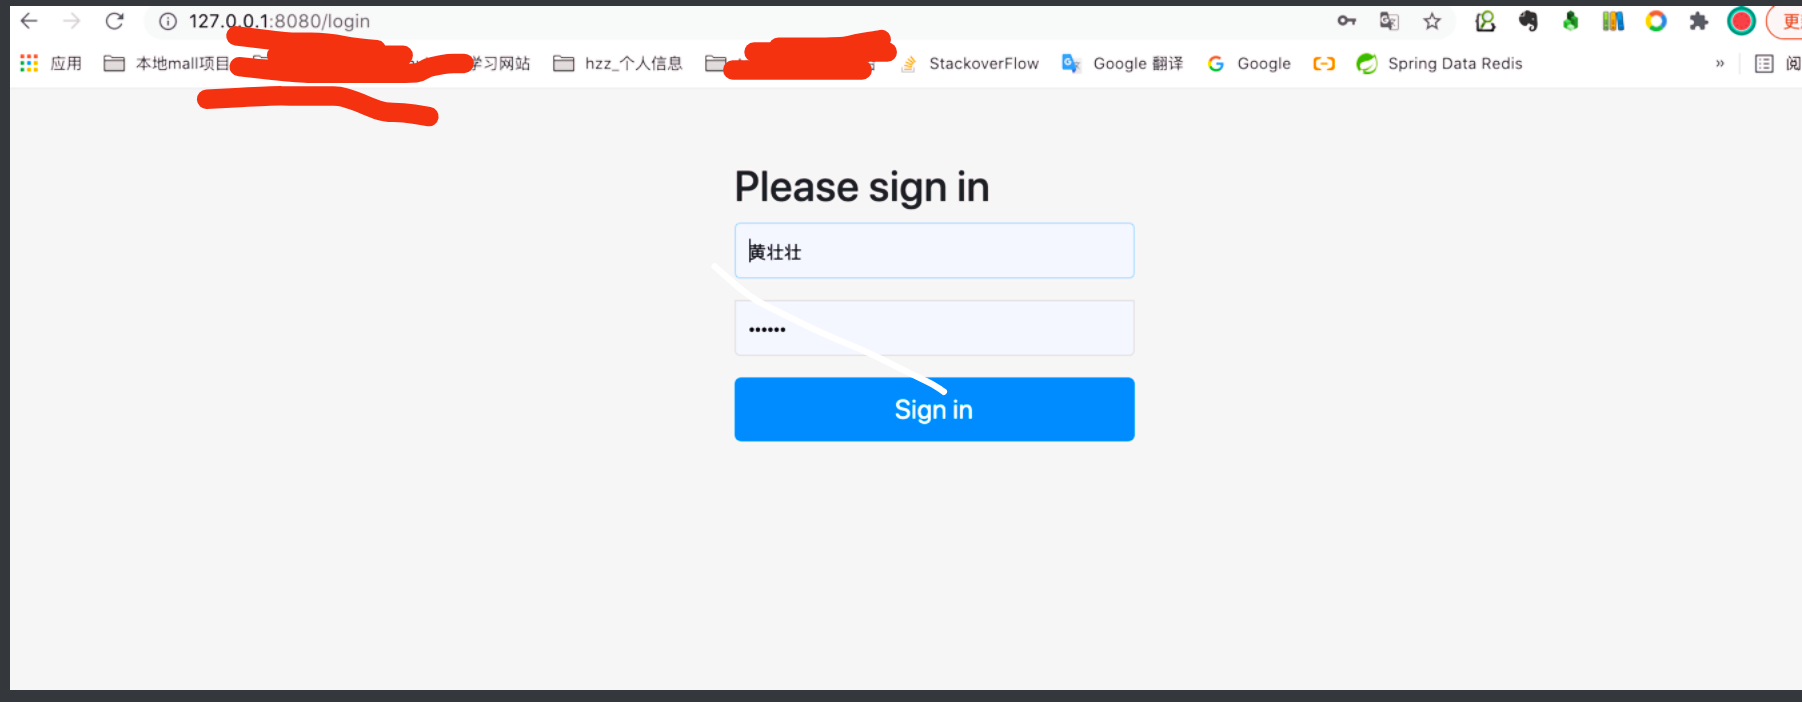 127.0.0.1:8080/login
更
应用 本地mall项目 学习网站 hzz_个人信息 StackoverFlow Google 翻译 Google Spring Data Redis » 阅
Please sign in
黄壮壮
••••••
Sign in